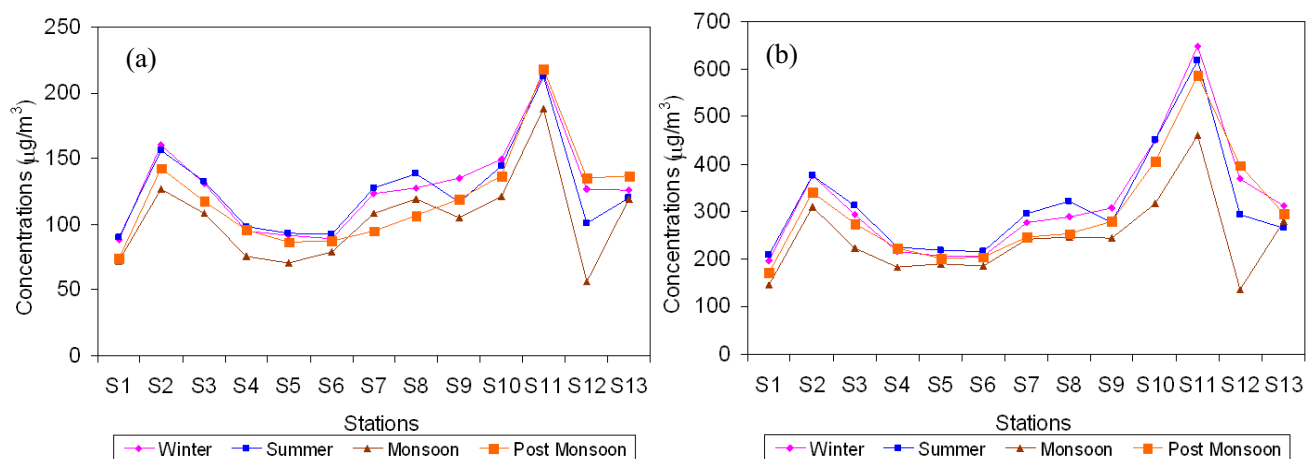 (a)
Concentrations (µg/m³)
250
200
150
100
50
0
S1 S2 S3 S4 S5 S6 S7 S8 S9 S10 S11 S12 S13
Stations
Winter Summer Monsoon Post Monsoon
(b)
Concentrations (µg/m³)
700
600
500
400
300
200
100
0
S1 S2 S3 S4 S5 S6 S7 S8 S9 S10 S11 S12 S13
Stations
Winter Summer Monsoon Post Monsoon